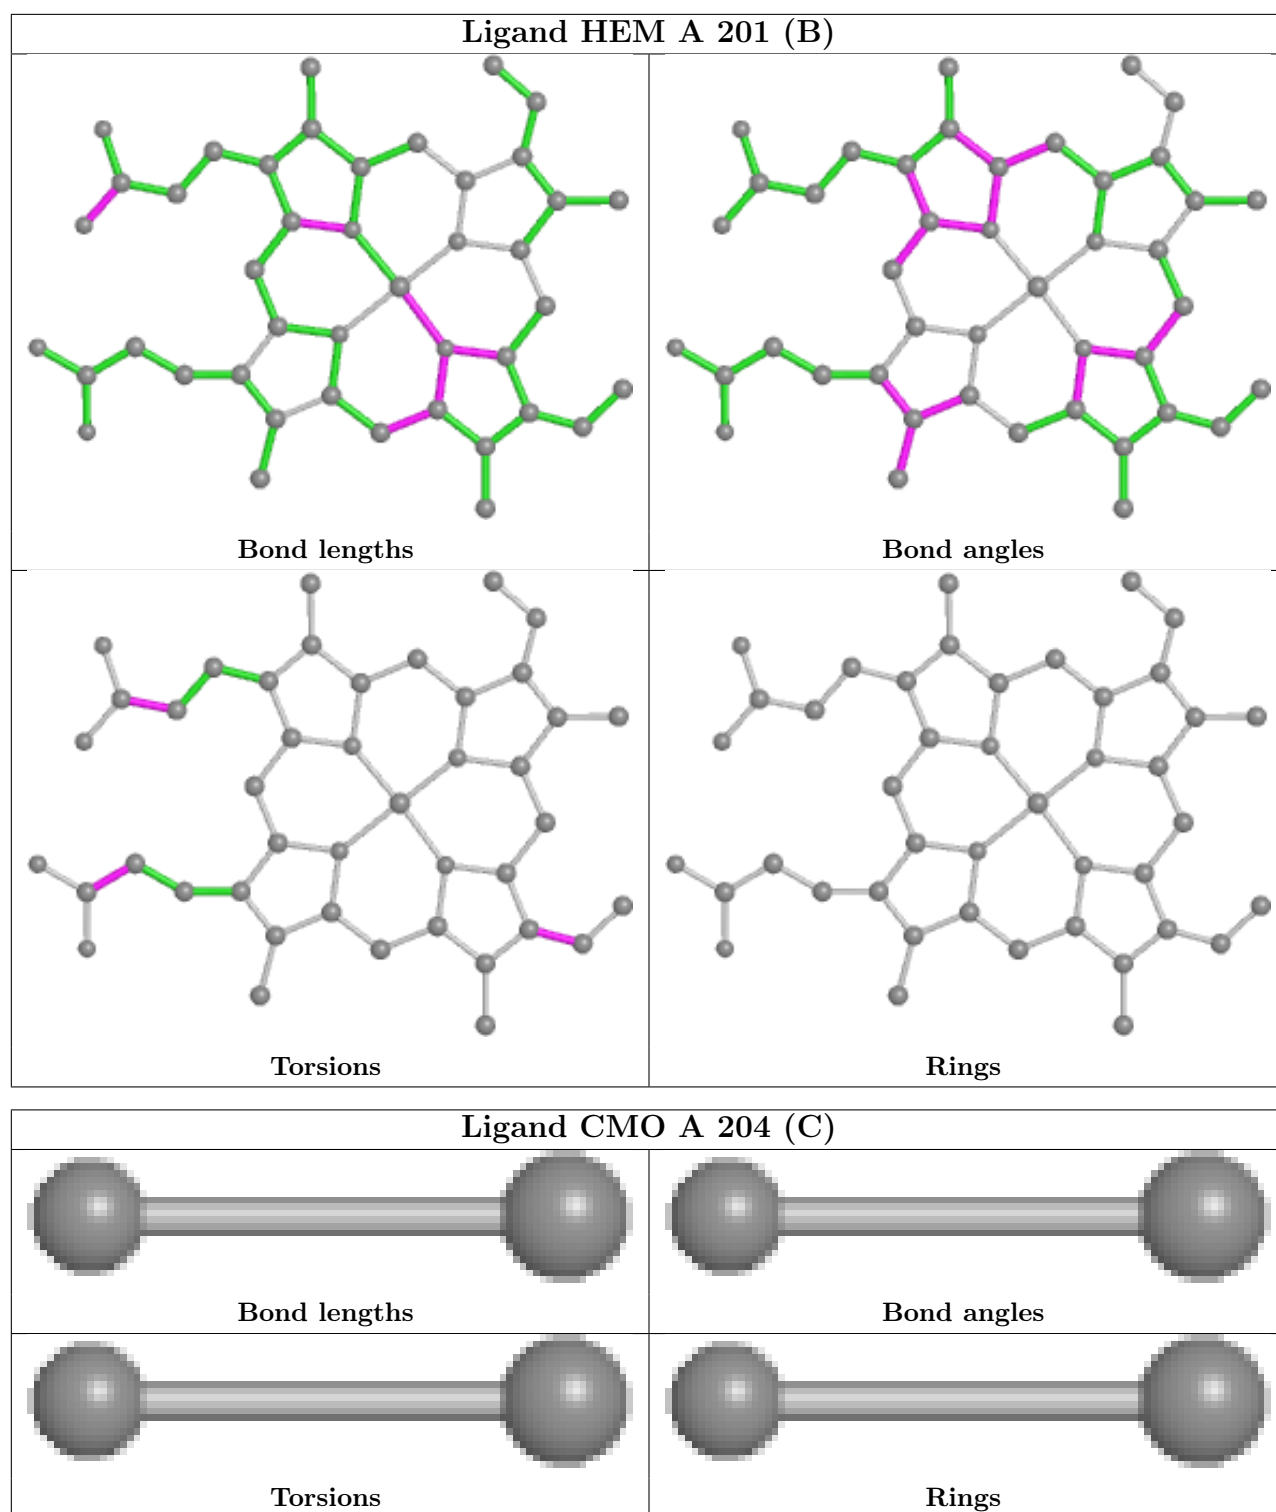 Ligand HEM A 201 (B)
Bond lengths
Bond angles
Torsions
Rings
Ligand CMO A 204 (C)
Bond lengths
Bond angles
Torsions
Rings